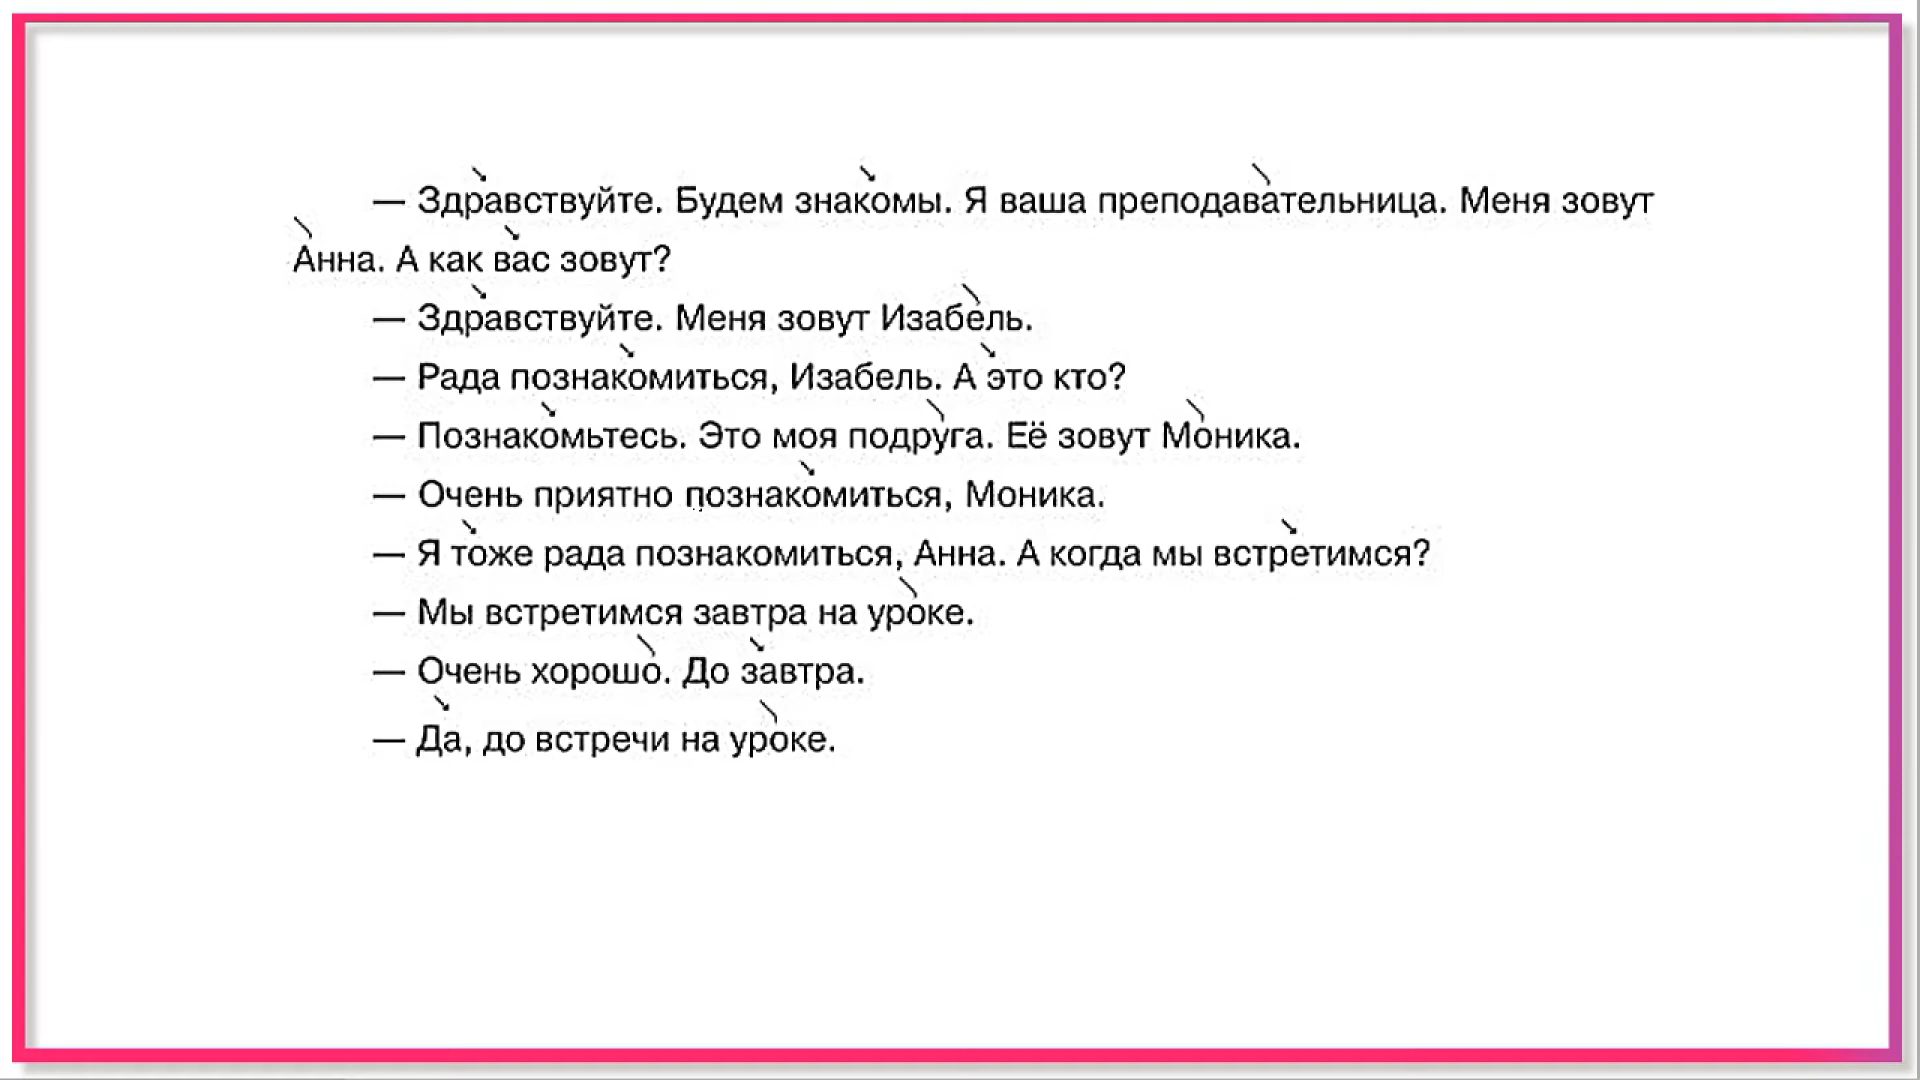 — Здравствуйте. Будем знакомы. Я ваша преподавательница. Меня зовут
Анна. А как вас зовут?
— Здравствуйте. Меня зовут Изабель.
— Рада познакомиться, Изабель. А это кто?
— Познакомьтесь. Это моя подруга. Её зовут Моника.
— Очень приятно познакомиться, Моника.
— Я тоже рада познакомиться, Анна. А когда мы встретимся?
— Мы встретимся завтра на уроке.
— Очень хорошо. До завтра.
— Да, до встречи на уроке.